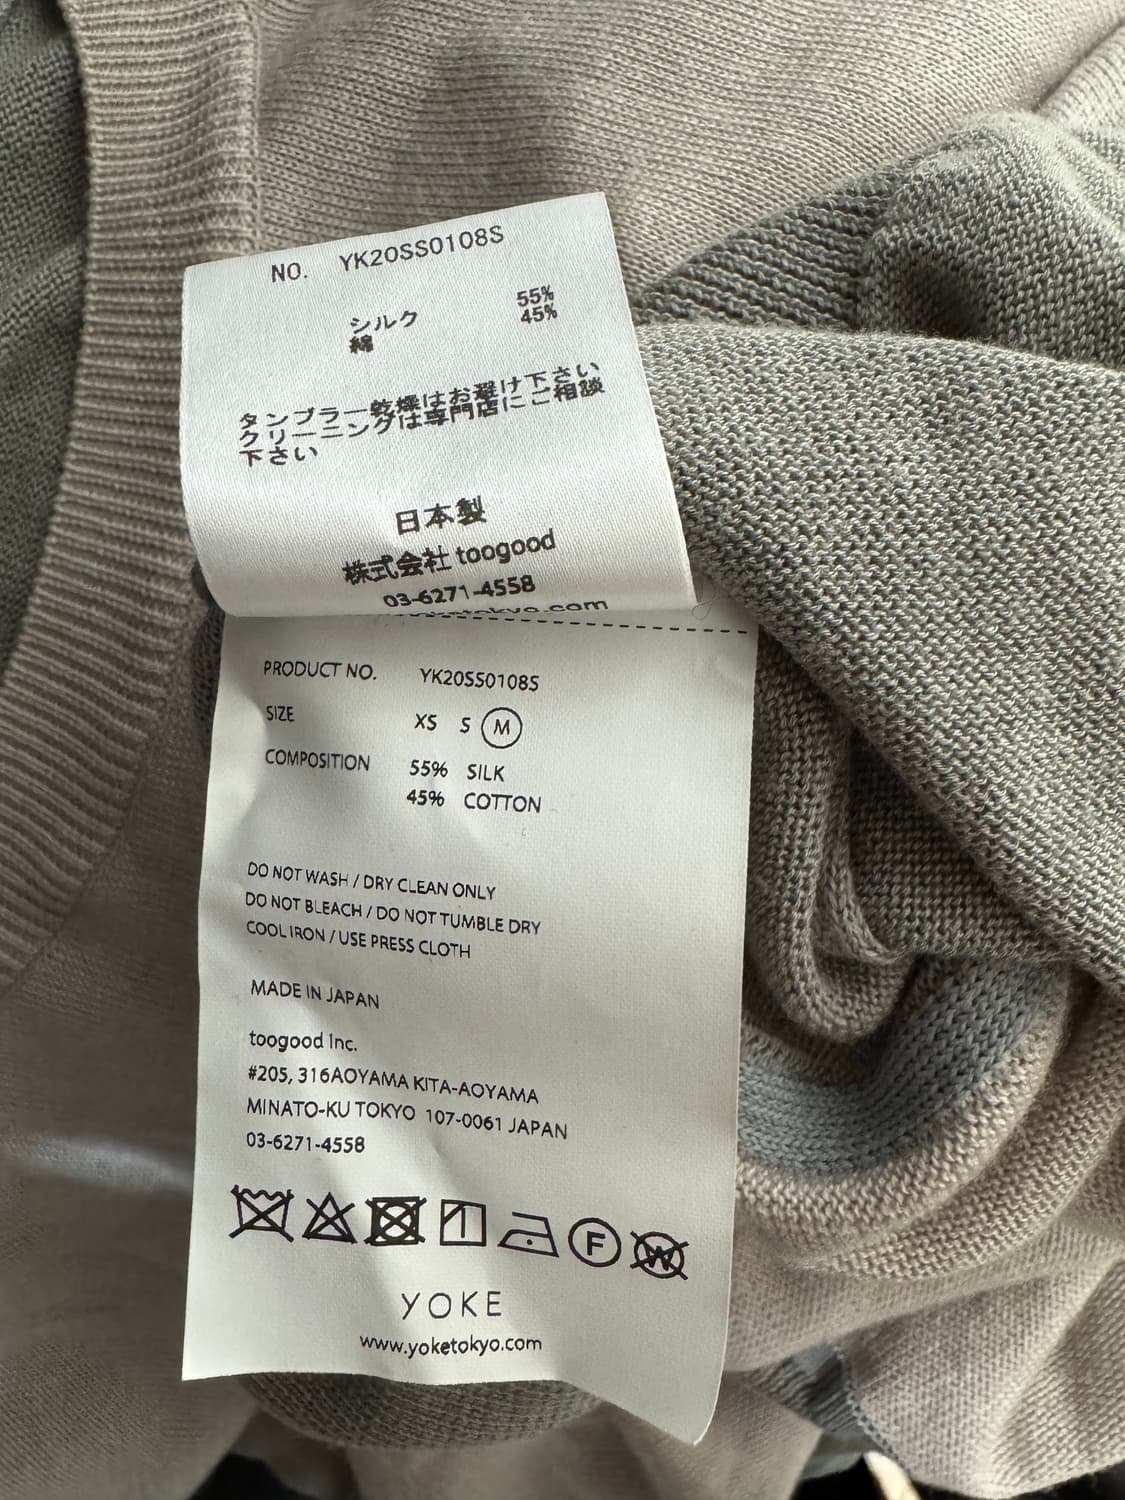 NO. YK20SS0108S
シルク 55%
綿 45%
タンブラー乾燥はお避け下さい
クリーニングは専門店にご相談
下さい
日本製
株式会社 toogood
03-6271-4558
PRODUCT NO. YK20SS0108S
SIZE XS S M
COMPOSITION 55% SILK
45% COTTON
DO NOT WASH / DRY CLEAN ONLY
DO NOT BLEACH / DO NOT TUMBLE DRY
COOL IRON / USE PRESS CLOTH
MADE IN JAPAN
toogood Inc.
#205, 316AOYAMA KITA-AOYAMA
MINATO-KU TOKYO 107-0061 JAPAN
03-6271-4558
F W
YOKE
www.yoketokyo.com